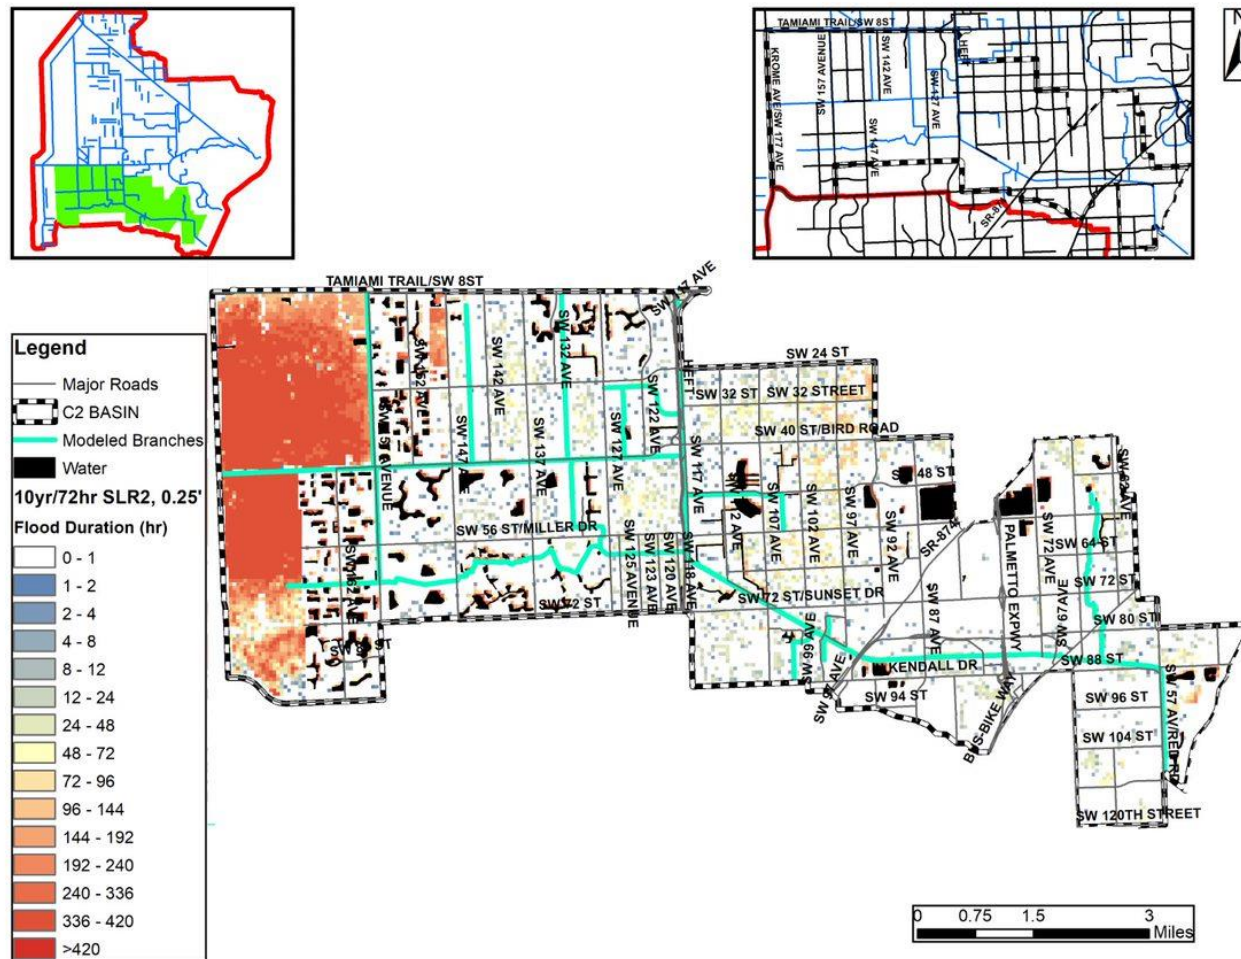 TAMIAMI TRAIL/SW 8ST
HEFT
KROME AVE/SW 177 AVE
SW 157 AVENUE
SW 142 AVE
SW 127 AVE
SW 147 AVE
N
TAMIAMI TRAIL/SW 8ST
SW 24 ST
HEFT
SW 132 AVE
SW 142 AVE
SW 122 AVE
SW 32 ST
SW 32 STREET
SW 40 ST/BIRD ROAD
SW 147 AVE
SW 137 AVE
SW 127 AVE
SW 117 AVE
SW 107 AVE
SW 102 AVE
SW 97 AVE
SW 92 AVE
48 ST
SW 56 ST/MILLER DR
SR-874
PALMETTO EXPWY
SW 72 AVE
SW 64 ST
SW 72 ST
SW 125 AVENUE
SW 123 AVE
SW 120 AVE
SW 118 AVE
SW 162 AVE
SW 72 ST
SW 72 ST/SUNSET DR
SW 87 AVE
SW 67 AVE
SW 80 ST
SW 99 AVE
SW 97 AVE
KENDALL DR
SW 88 ST
SW 94 ST
BUS-BIKE WAY
SW 96 ST
SW 57 AV/RED RD
SW 104 ST
SW 120TH STREET
Legend
Major Roads
C2 BASIN
Modeled Branches
Water
10yr/72hr SLR2, 0.25'
Flood Duration (hr)
0 - 1
1 - 2
2 - 4
4 - 8
8 - 12
12 - 24
24 - 48
48 - 72
72 - 96
96 - 144
144 - 192
192 - 240
240 - 336
336 - 420
>420
0 0.75 1.5 3
Miles